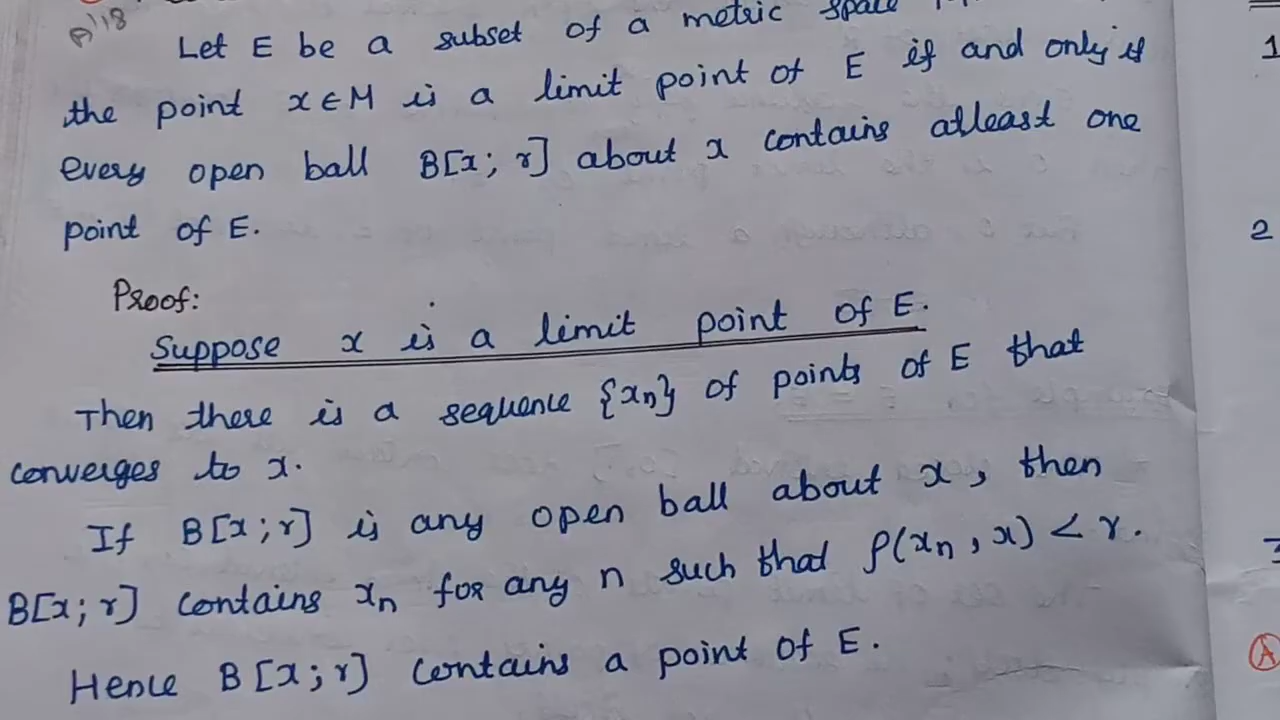 A'18
Let E be a subset of a metric space
the point x ∈ M is a limit point of E if and only if
every open ball B[x; r] about x contains atleast one
point of E.
Proof:
Suppose x is a limit point of E.
Then there is a sequence {xₙ} of points of E that
converges to x.
If B[x; r] is any open ball about x, then
B[x; r] contains xₙ for any n such that ρ(xₙ, x) < r.
Hence B[x; r] contains a point of E.
1
2
A